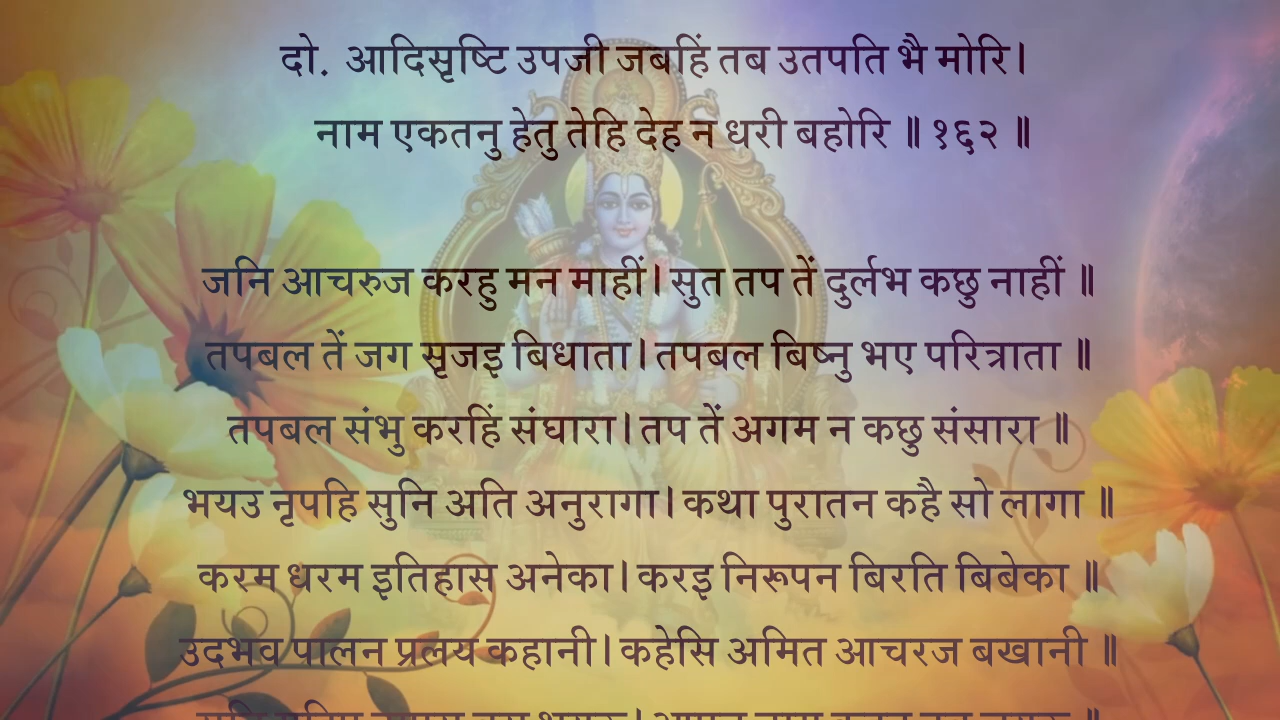 दो. आदिसृष्टि उपजी जबहिं तब उतपति भै मोरि।
नाम एकतनु हेतु तेहि देह न धरी बहोरि ॥ १६२ ॥
जनि आचरुज करहु मन माहीं। सुत तप तें दुर्लभ कछु नाहीं ॥
तपबल तें जग सृजइ बिधाता। तपबल बिष्नु भए परित्राता ॥
तपबल संभु करहिं संघारा। तप तें अगम न कछु संसारा ॥
भयउ नृपहि सुनि अति अनुरागा। कथा पुरातन कहै सो लागा ॥
करम धरम इतिहास अनेका। करइ निरूपन बिरति बिबेका ॥
उदभव पालन प्रलय कहानी। कहेसि अमित आचरज बखानी ॥